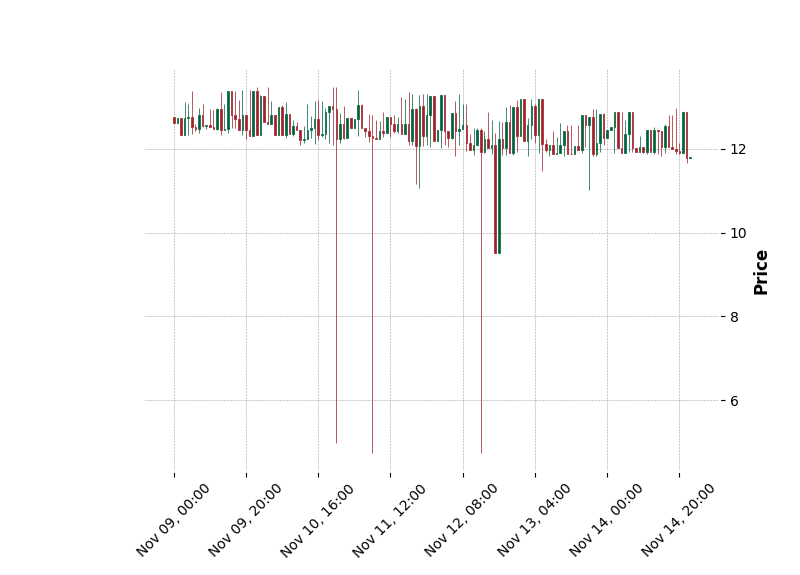 12
10
8
6
Price
Nov 09, 00:00
Nov 09, 20:00
Nov 10, 16:00
Nov 11, 12:00
Nov 12, 08:00
Nov 13, 04:00
Nov 14, 00:00
Nov 14, 20:00